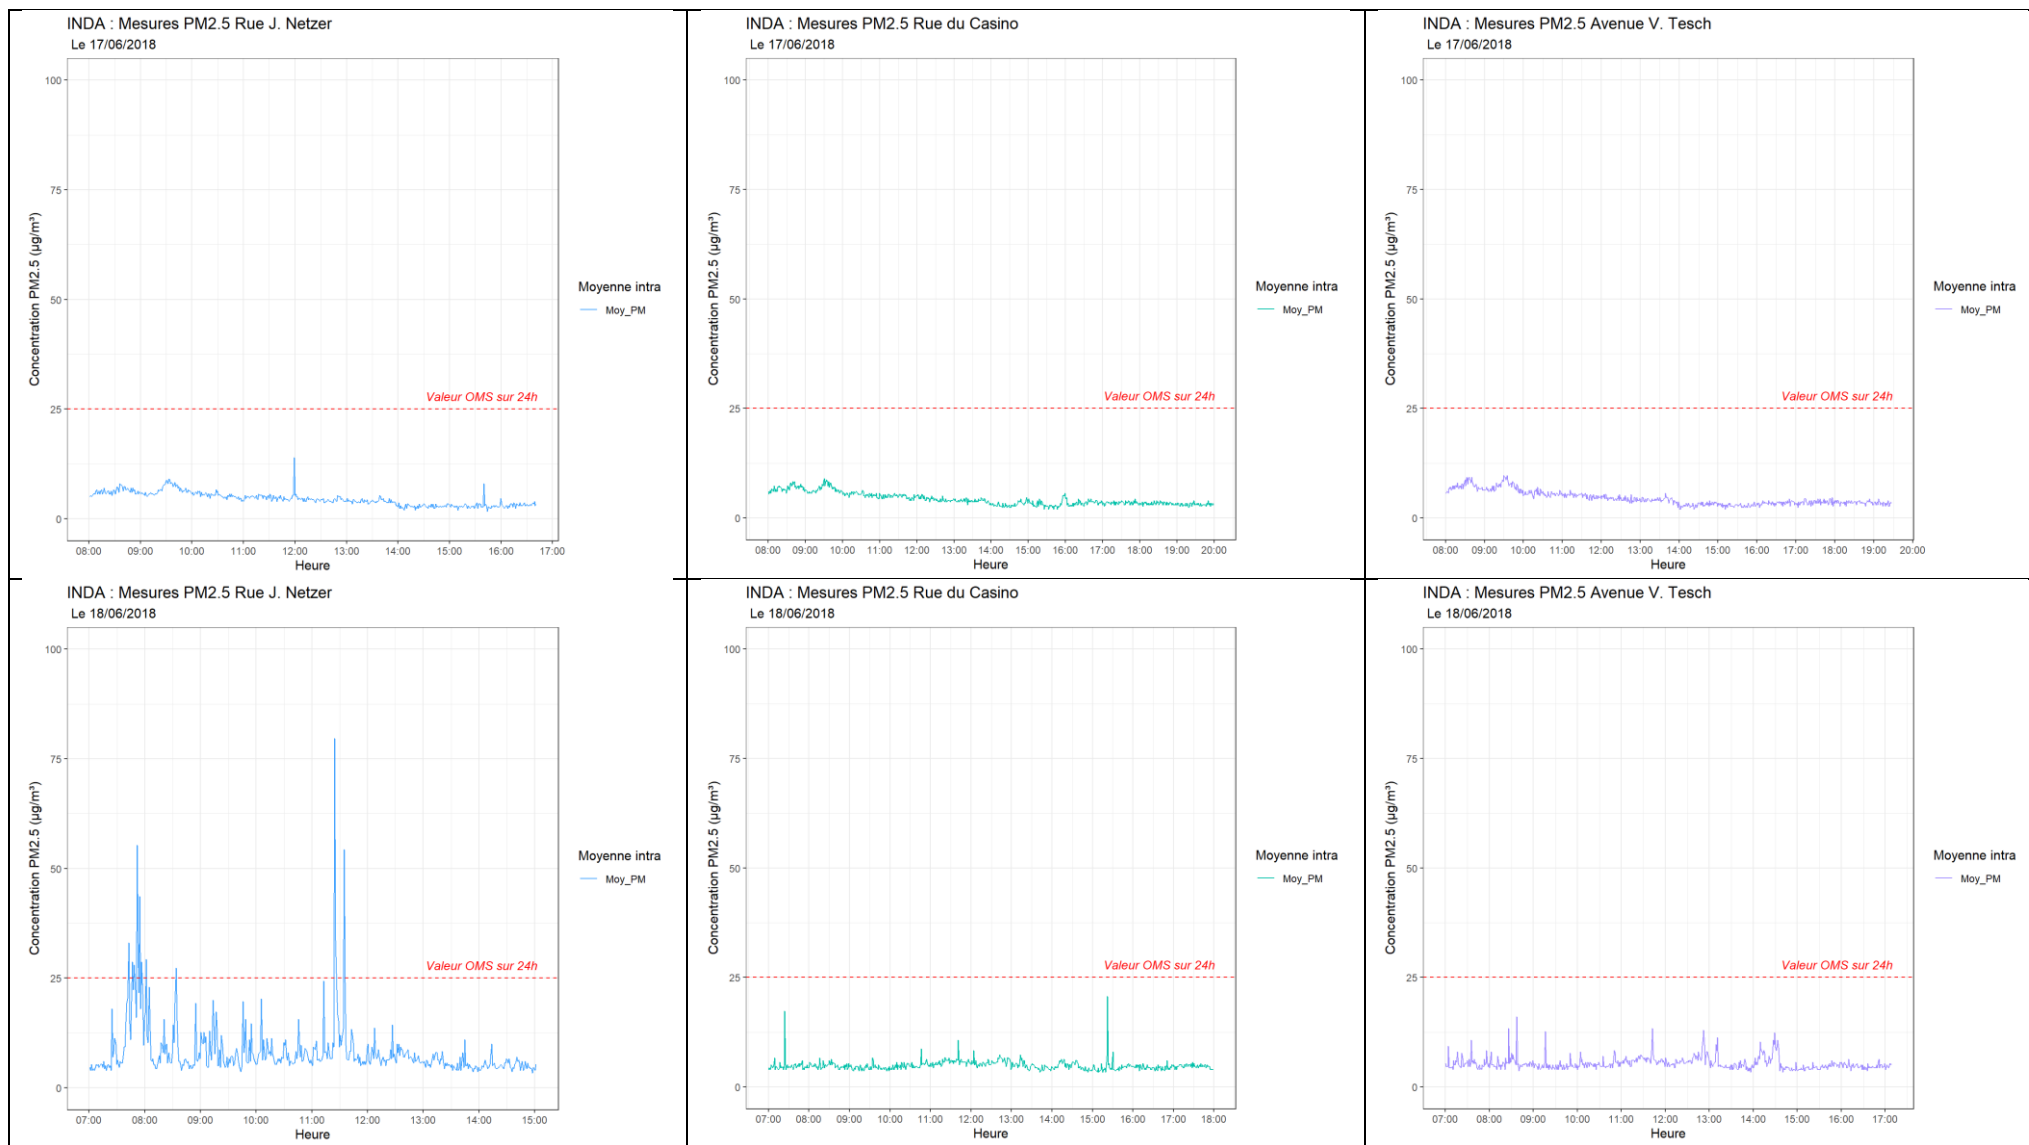 INDA : Mesures PM2.5 Rue J. Netzer
Le 17/06/2018
Concentration PM2.5 (µg/m³)
100
75
50
25
0
Valeur OMS sur 24h
08:00 09:00 10:00 11:00 12:00 13:00 14:00 15:00 16:00 17:00
Heure
Moyenne intra
Moy_PM
INDA : Mesures PM2.5 Rue du Casino
Le 17/06/2018
Concentration PM2.5 (µg/m³)
100
75
50
25
0
Valeur OMS sur 24h
08:00 09:00 10:00 11:00 12:00 13:00 14:00 15:00 16:00 17:00 18:00 19:00 20:00
Heure
Moyenne intra
Moy_PM
INDA : Mesures PM2.5 Avenue V. Tesch
Le 17/06/2018
Concentration PM2.5 (µg/m³)
100
75
50
25
0
Valeur OMS sur 24h
08:00 09:00 10:00 11:00 12:00 13:00 14:00 15:00 16:00 17:00 18:00 19:00 20:00
Heure
Moyenne intra
Moy_PM
INDA : Mesures PM2.5 Rue J. Netzer
Le 18/06/2018
Concentration PM2.5 (µg/m³)
100
75
50
25
0
Valeur OMS sur 24h
07:00 08:00 09:00 10:00 11:00 12:00 13:00 14:00 15:00
Heure
Moyenne intra
Moy_PM
INDA : Mesures PM2.5 Rue du Casino
Le 18/06/2018
Concentration PM2.5 (µg/m³)
100
75
50
25
0
Valeur OMS sur 24h
07:00 08:00 09:00 10:00 11:00 12:00 13:00 14:00 15:00 16:00 17:00 18:00
Heure
Moyenne intra
Moy_PM
INDA : Mesures PM2.5 Avenue V. Tesch
Le 18/06/2018
Concentration PM2.5 (µg/m³)
100
75
50
25
0
Valeur OMS sur 24h
07:00 08:00 09:00 10:00 11:00 12:00 13:00 14:00 15:00 16:00 17:00
Heure
Moyenne intra
Moy_PM